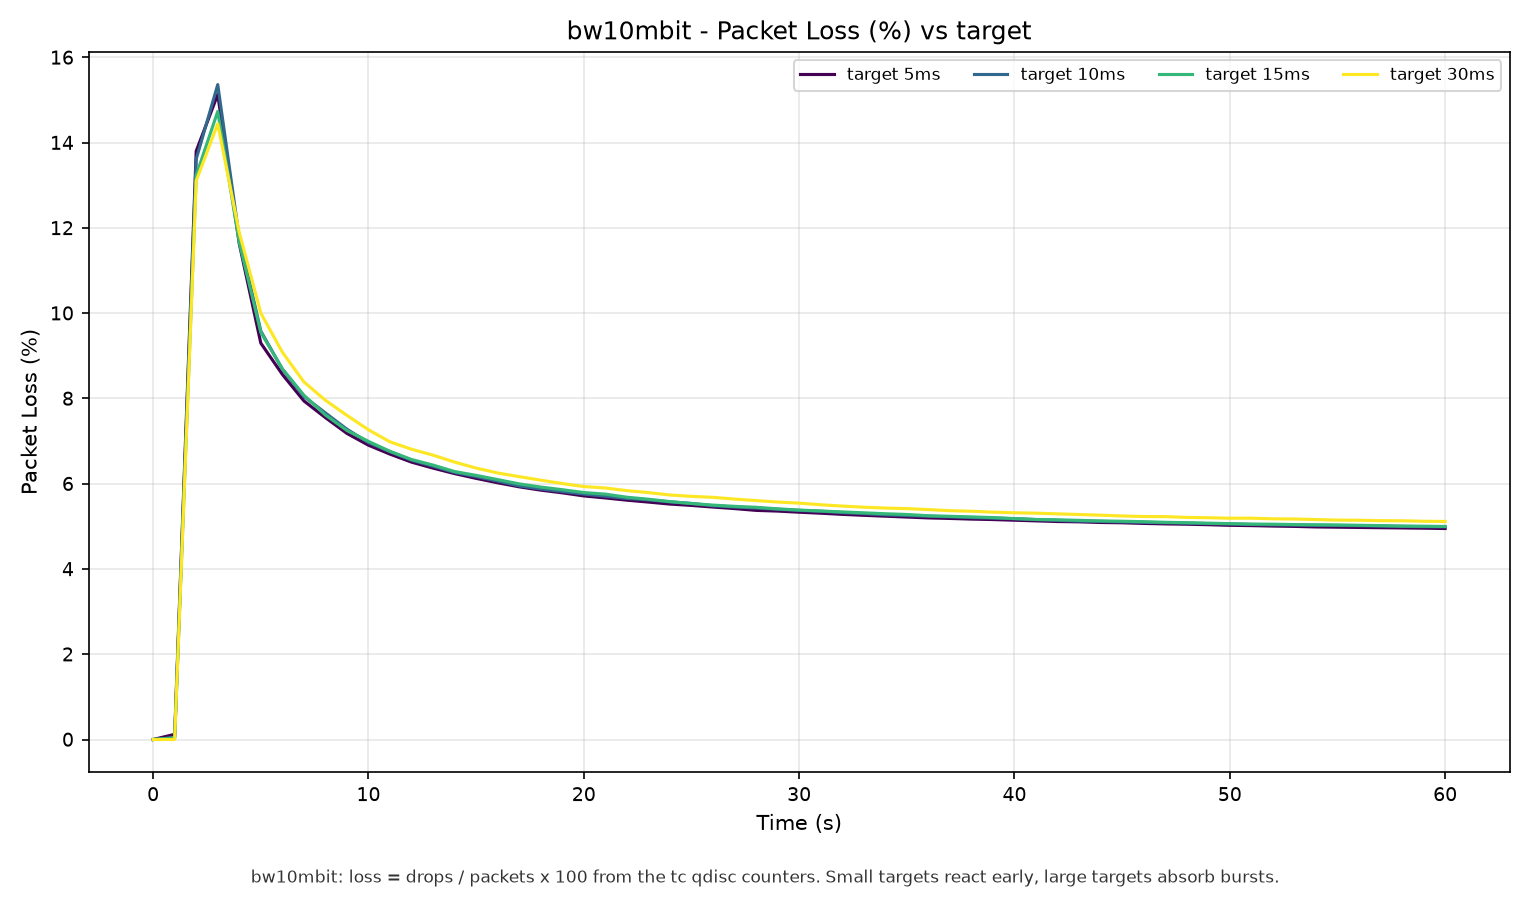 bw10mbit - Packet Loss (%) vs target
target 5ms target 10ms target 15ms target 30ms
Packet Loss (%)
16
14
12
10
8
6
4
2
0
0 10 20 30 40 50 60
Time (s)
bw10mbit: loss = drops / packets x 100 from the tc qdisc counters. Small targets react early, large targets absorb bursts.